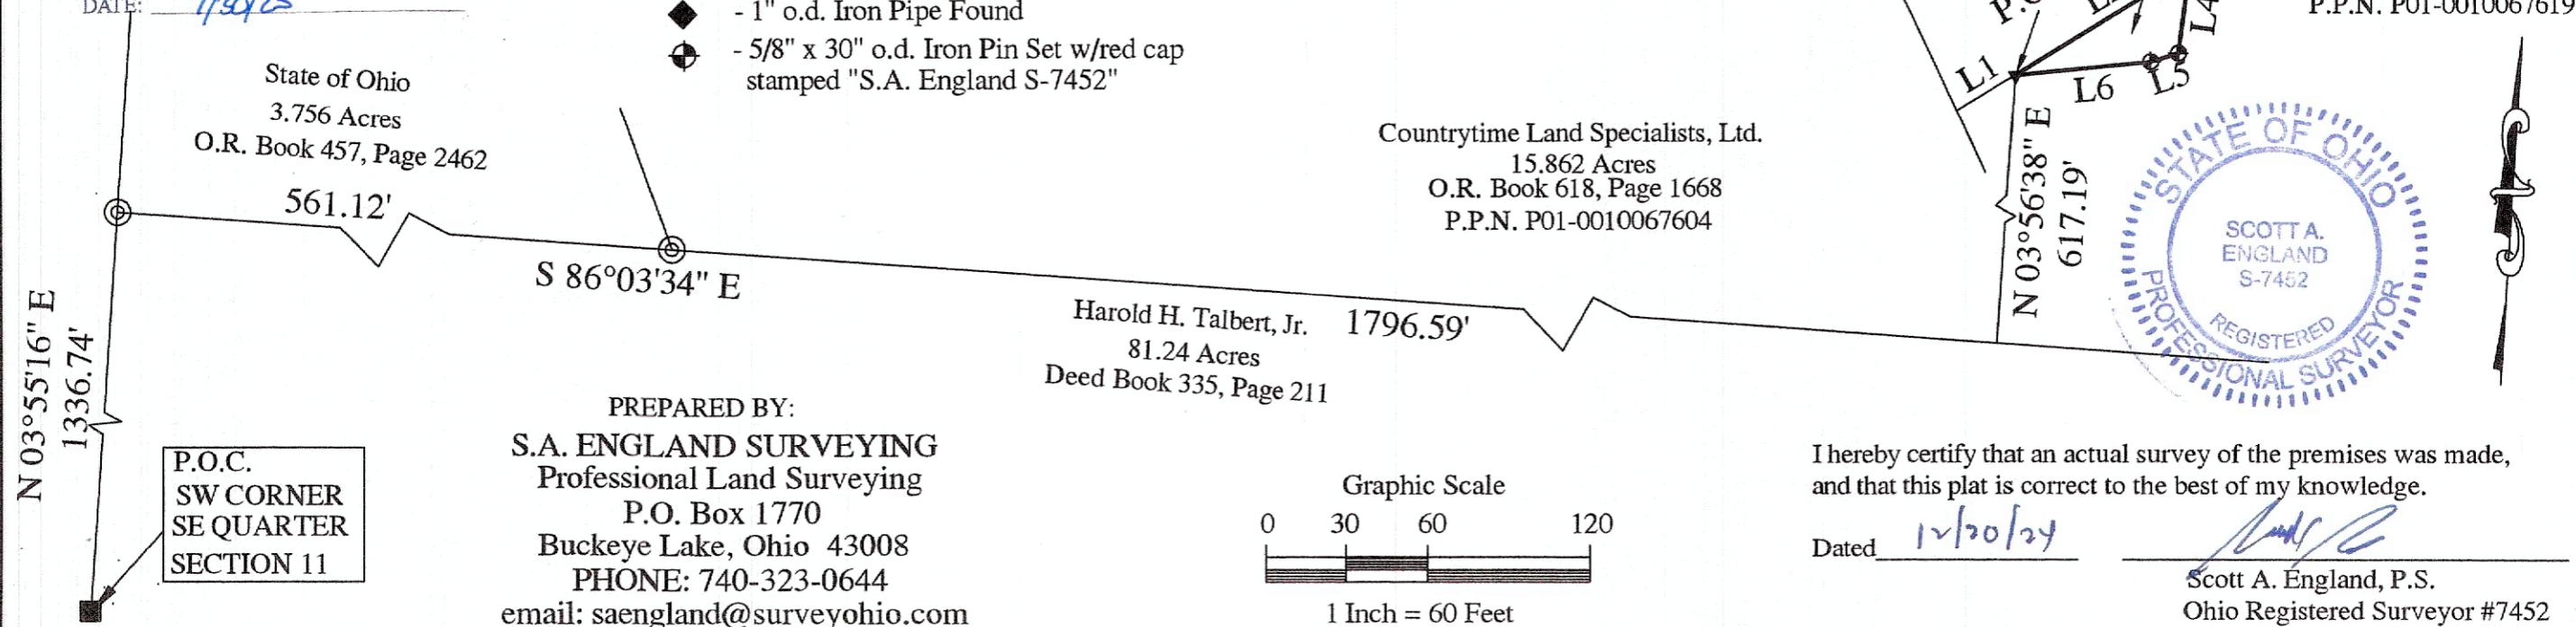 DATE: 1/30/25
- 1" o.d. Iron Pipe Found
- 5/8" x 30" o.d. Iron Pin Set w/red cap
stamped "S.A. England S-7452"
P.P.N. P01-0010067619
L1
L6
L5
L4
State of Ohio
3.756 Acres
O.R. Book 457, Page 2462
561.12'
S 86°03'34" E
Countrytime Land Specialists, Ltd.
15.862 Acres
O.R. Book 618, Page 1668
P.P.N. P01-0010067604
N 03°56'38" E
617.19'
STATE OF OHIO
SCOTT A.
ENGLAND
S-7452
REGISTERED
PROFESSIONAL SURVEYOR
Harold H. Talbert, Jr.
81.24 Acres
Deed Book 335, Page 211
1796.59'
N 03°55'16" E
1336.74'
P.O.C.
SW CORNER
SE QUARTER
SECTION 11
PREPARED BY:
S.A. ENGLAND SURVEYING
Professional Land Surveying
P.O. Box 1770
Buckeye Lake, Ohio 43008
PHONE: 740-323-0644
email: saengland@surveyohio.com
Graphic Scale
0 30 60 120
1 Inch = 60 Feet
I hereby certify that an actual survey of the premises was made,
and that this plat is correct to the best of my knowledge.
Dated 12/20/24
Scott A. England, P.S.
Ohio Registered Surveyor #7452